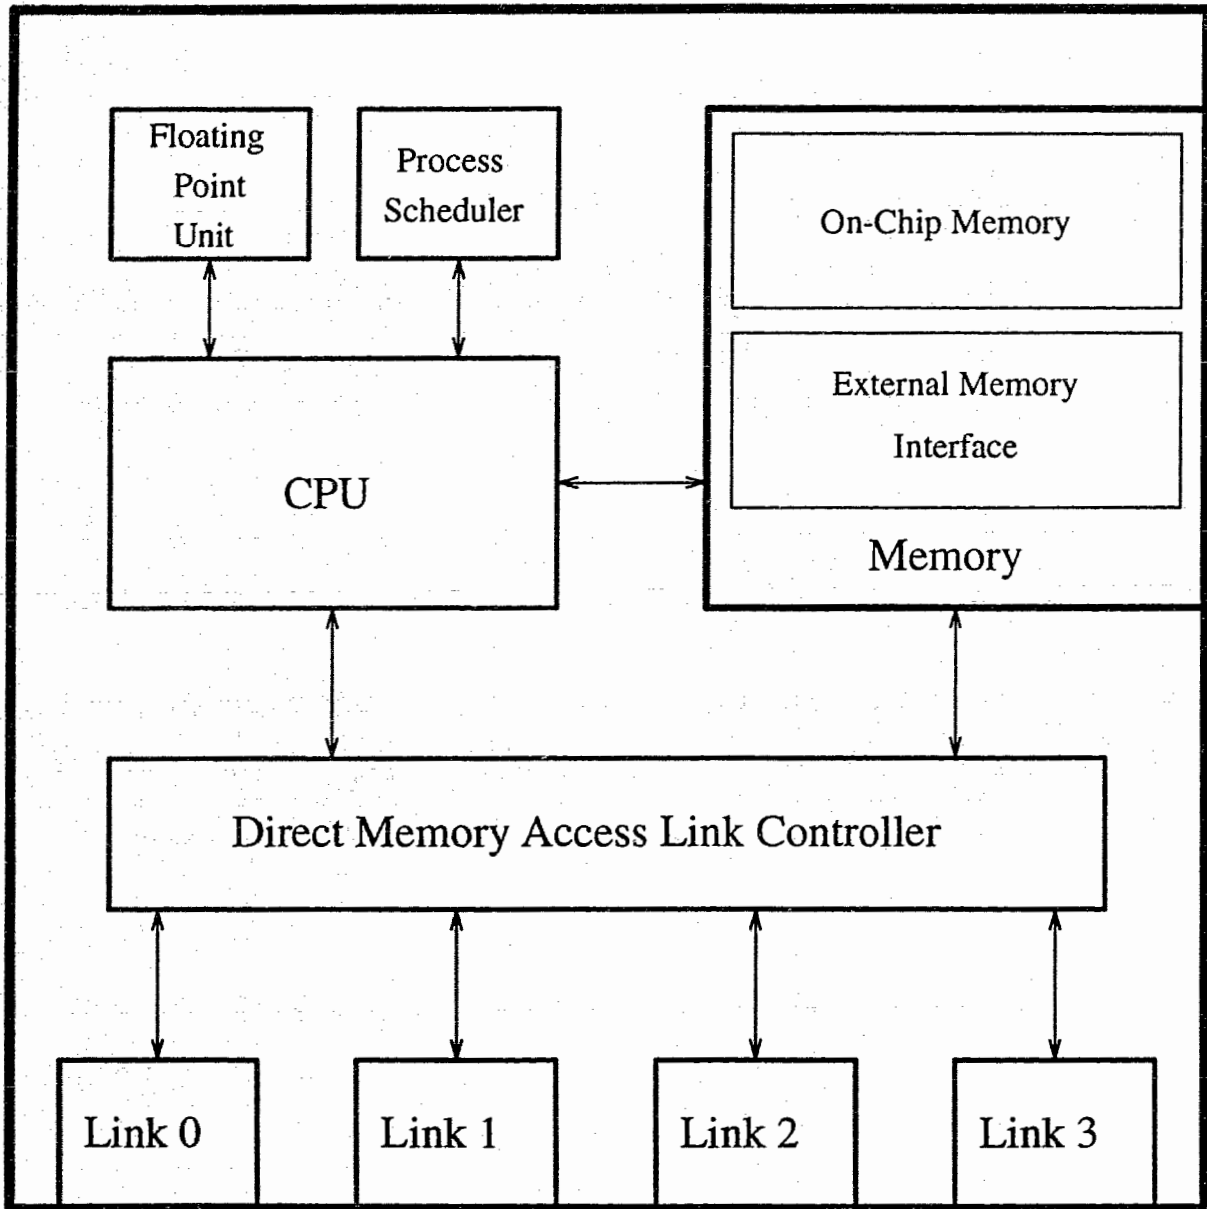 Floating
Point
Unit
Process
Scheduler
On-Chip Memory
External Memory
Interface
CPU
Memory
Direct Memory Access Link Controller
Link 0
Link 1
Link 2
Link 3